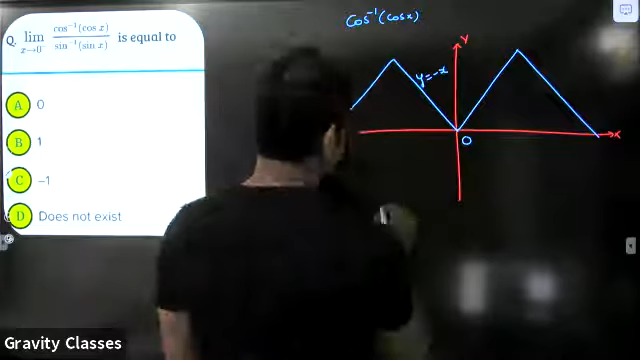 Q. lim x→0⁻ cos⁻¹(cos x) / sin⁻¹(sin x) is equal to
A 0
B 1
C −1
D Does not exist
Cos⁻¹(cosx)
Y
y=-x
X
O
Gravity Classes